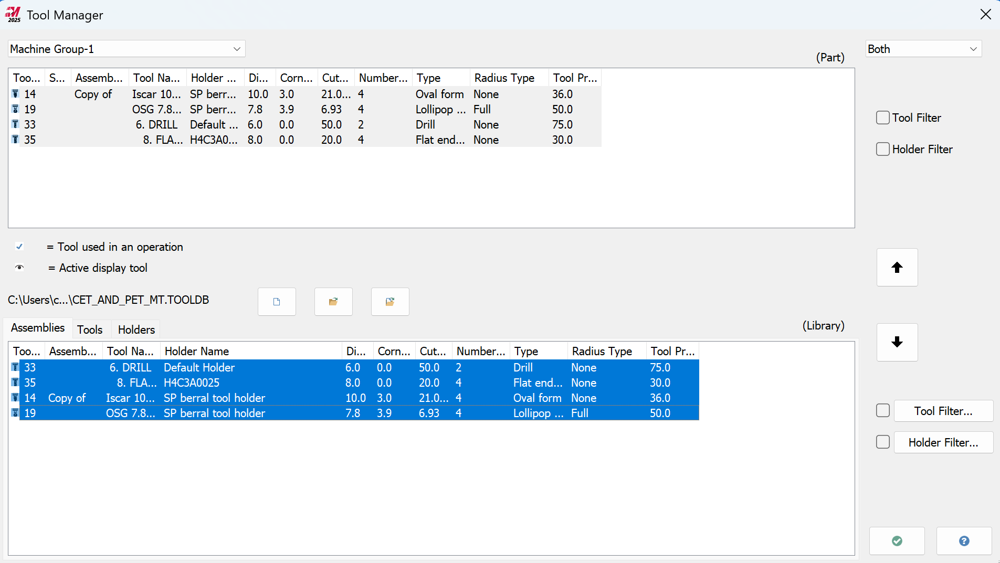 2025 Tool Manager
Machine Group-1
(Part)
Both
Too... S... Assemb... Tool Na... Holder ... Di... Corn... Cut... Number... Type Radius Type Tool Pr...
14 Copy of Iscar 10... SP berr... 10.0 3.0 21.0... 4 Oval form None 36.0
19 OSG 7.8... SP berr... 7.8 3.9 6.93 4 Lollipop ... Full 50.0
33 6. DRILL Default ... 6.0 0.0 50.0 2 Drill None 75.0
35 8. FLA... H4C3A0... 8.0 0.0 20.0 4 Flat end... None 30.0
Tool Filter
Holder Filter
= Tool used in an operation
= Active display tool
C:\Users\c...\CET_AND_PET_MT.TOOLDB
Assemblies Tools Holders
(Library)
Too... Assemb... Tool Na... Holder Name Di... Corn... Cut... Number... Type Radius Type Tool Pr...
33 6. DRILL Default Holder 6.0 0.0 50.0 2 Drill None 75.0
35 8. FLA... H4C3A0025 8.0 0.0 20.0 4 Flat end... None 30.0
14 Copy of Iscar 10... SP berral tool holder 10.0 3.0 21.0... 4 Oval form None 36.0
19 OSG 7.8... SP berral tool holder 7.8 3.9 6.93 4 Lollipop ... Full 50.0
Tool Filter...
Holder Filter...